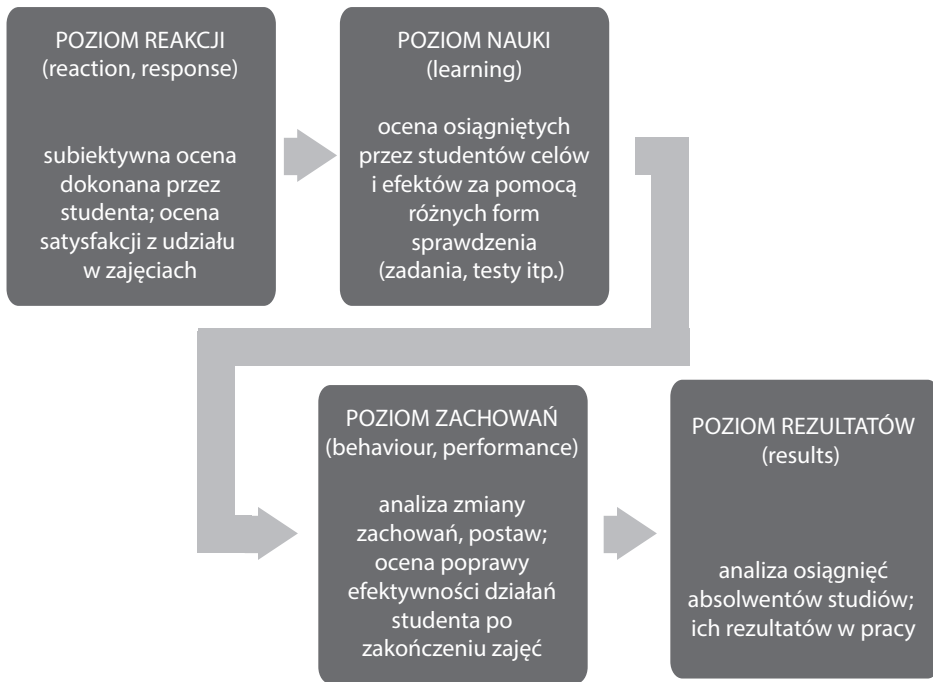 POZIOM REAKCJI
(reaction, response)
subiektywna ocena
dokonana przez
studenta; ocena
satysfakcji z udziału
w zajęciach
POZIOM NAUKI
(learning)
ocena osiągniętych
przez studentów celów
i efektów za pomocą
różnych form
sprawdzenia
(zadania, testy itp.)
POZIOM ZACHOWAŃ
(behaviour, performance)
analiza zmiany
zachowań, postaw;
ocena poprawy
efektywności działań
studenta po
zakończeniu zajęć
POZIOM REZULTATÓW
(results)
analiza osiągnięć
absolwentów studiów;
ich rezultatów w pracy